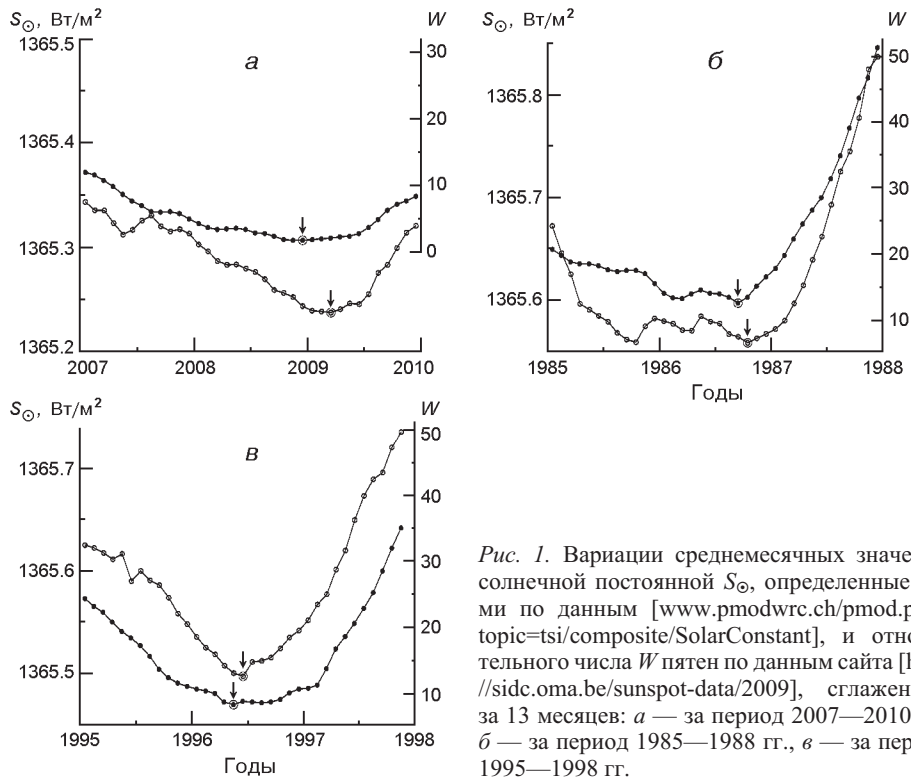 S☉, Вт/м²
W
1365.5
1365.4
1365.3
1365.2
30
20
10
0
а
2007
2008
2009
2010
S☉, Вт/м²
W
1365.8
1365.7
1365.6
50
40
30
20
10
б
1985
1986
1987
1988
Годы
S☉, Вт/м²
W
1365.7
1365.6
1365.5
50
40
30
20
10
в
1995
1996
1997
1998
Годы
Рис. 1. Вариации среднемесячных значе
солнечной постоянной S☉, определенные
ми по данным [www.pmodwrc.ch/pmod.p
topic=tsi/composite/SolarConstant], и отно
тельного числа W пятен по данным сайта [h
//sidc.oma.be/sunspot-data/2009], сглажен
за 13 месяцев: а — за период 2007—2010
б — за период 1985—1988 гг., в — за пер
1995—1998 гг.